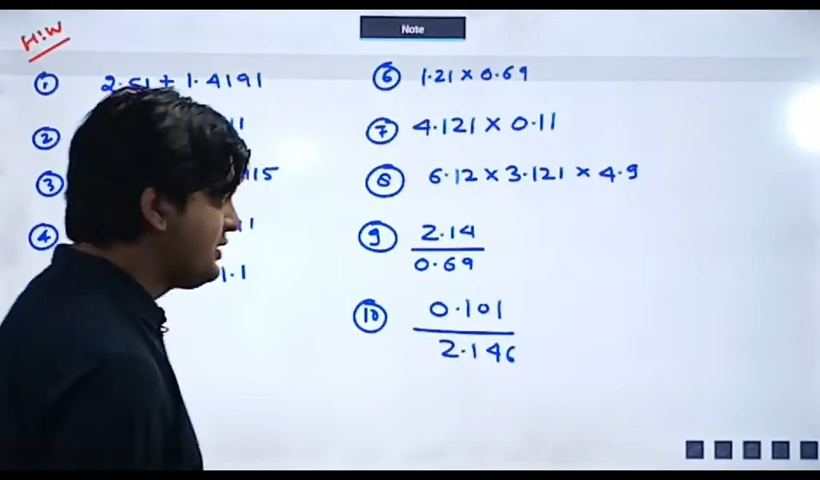 Note
H:W
① 2.51 + 1.4191
②
③ 15
④
1.1
⑥ 1.21 × 0.69
⑦ 4.121 × 0.11
⑧ 6.12 × 3.121 × 4.9
⑨ 2.14
0.69
⑩ 0.101
2.146